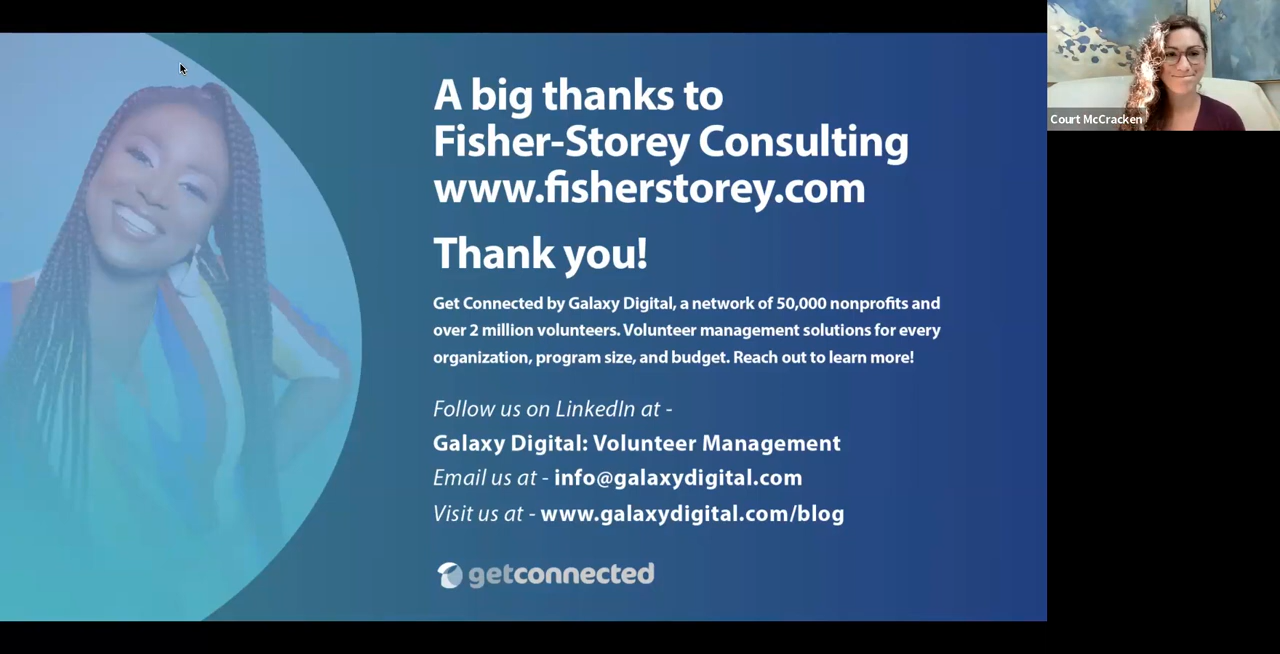 A big thanks to
Fisher-Storey Consulting
www.fisherstorey.com
Thank you!
Get Connected by Galaxy Digital, a network of 50,000 nonprofits and
over 2 million volunteers. Volunteer management solutions for every
organization, program size, and budget. Reach out to learn more!
Follow us on LinkedIn at -
Galaxy Digital: Volunteer Management
Email us at - info@galaxydigital.com
Visit us at - www.galaxydigital.com/blog
getconnected
Court McCracken